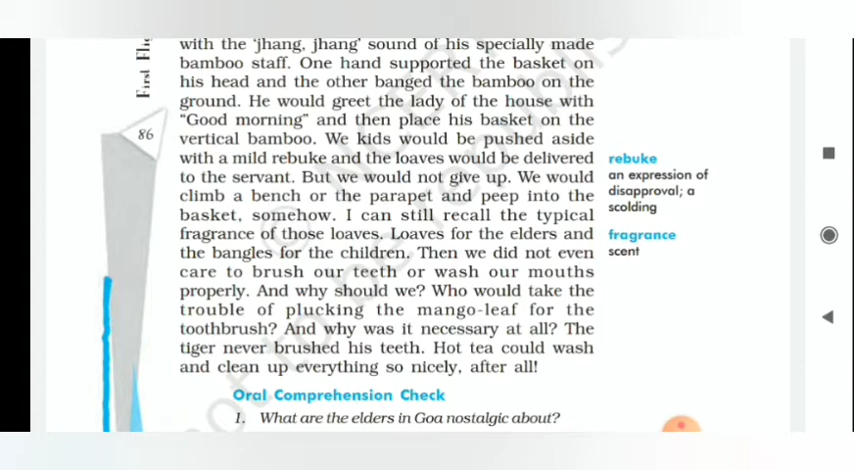 First Fli
86
with the 'jhang, jhang' sound of his specially made
bamboo staff. One hand supported the basket on
his head and the other banged the bamboo on the
ground. He would greet the lady of the house with
"Good morning" and then place his basket on the
vertical bamboo. We kids would be pushed aside
with a mild rebuke and the loaves would be delivered
to the servant. But we would not give up. We would
climb a bench or the parapet and peep into the
basket, somehow. I can still recall the typical
fragrance of those loaves. Loaves for the elders and
the bangles for the children. Then we did not even
care to brush our teeth or wash our mouths
properly. And why should we? Who would take the
trouble of plucking the mango-leaf for the
toothbrush? And why was it necessary at all? The
tiger never brushed his teeth. Hot tea could wash
and clean up everything so nicely, after all!
rebuke
an expression of
disapproval; a
scolding
fragrance
scent
Oral Comprehension Check
1. What are the elders in Goa nostalgic about?
© NCERT
not to be republis